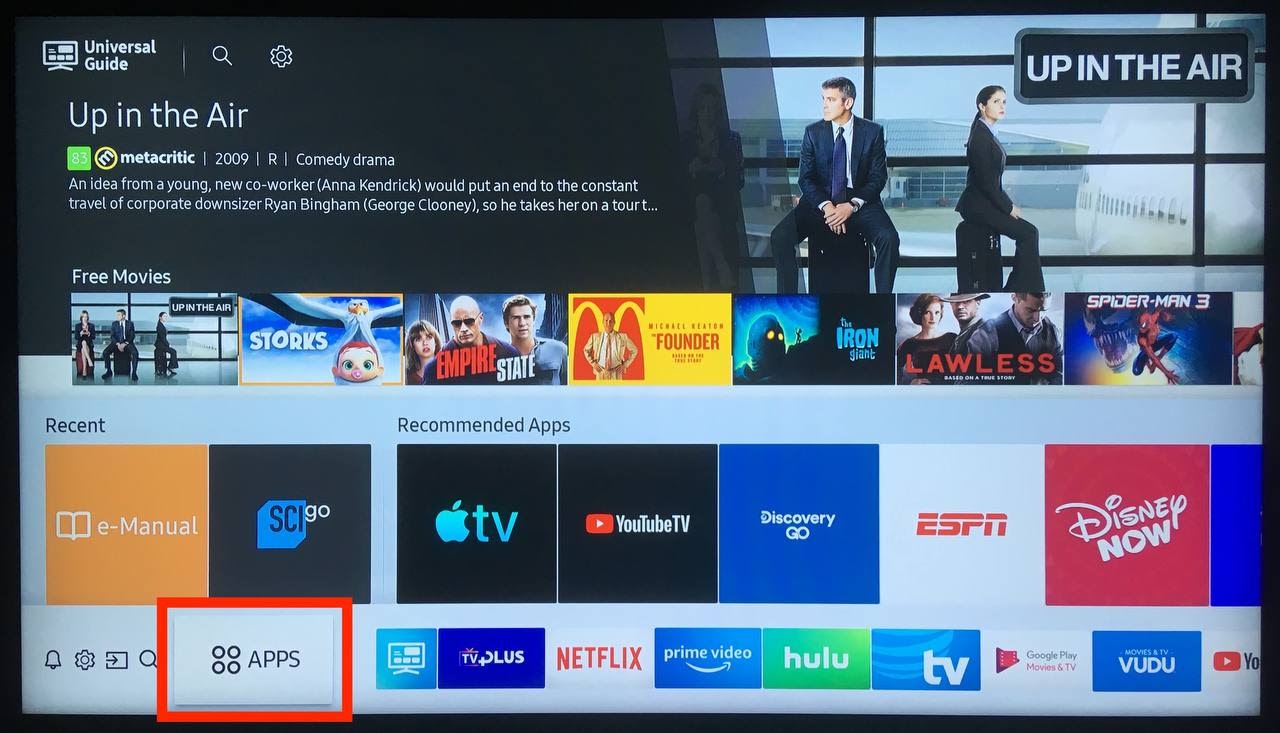 Universal
Guide
UP IN THE AIR
Up in the Air
83 metacritic | 2009 | R | Comedy drama
An idea from a young, new co-worker (Anna Kendrick) would put an end to the constant
travel of corporate downsizer Ryan Bingham (George Clooney), so he takes her on a tour t...
Free Movies
UP IN THE AIR
STORKS
EMPIRE
STATE
MICHAEL KEATON
THE FOUNDER
BASED ON THE
TRUE STORY
the
IRON
giant
LAWLESS
BASED ON A TRUE STORY
SPIDER-MAN 3
Recent
Recommended Apps
e-Manual
SCI go
tv
YouTubeTV
Discovery
GO
ESPN
Disney
NOW
APPS
TV PLUS
NETFLIX
prime video
hulu
tv
Google Play
Movies & TV
- MOVIES & TV -
VUDU
Yo